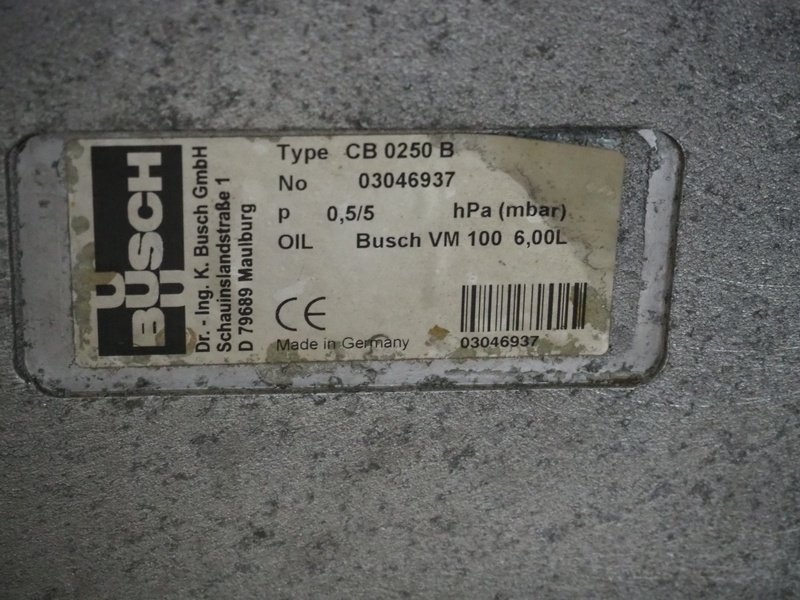 BUSCH
U
U
Dr. - Ing. K. Busch GmbH
Schauinslandstraße 1
D 79689 Maulburg
Type CB 0250 B
No 03046937
p 0,5/5 hPa (mbar)
OIL Busch VM 100 6,00L
CE
Made in Germany
03046937